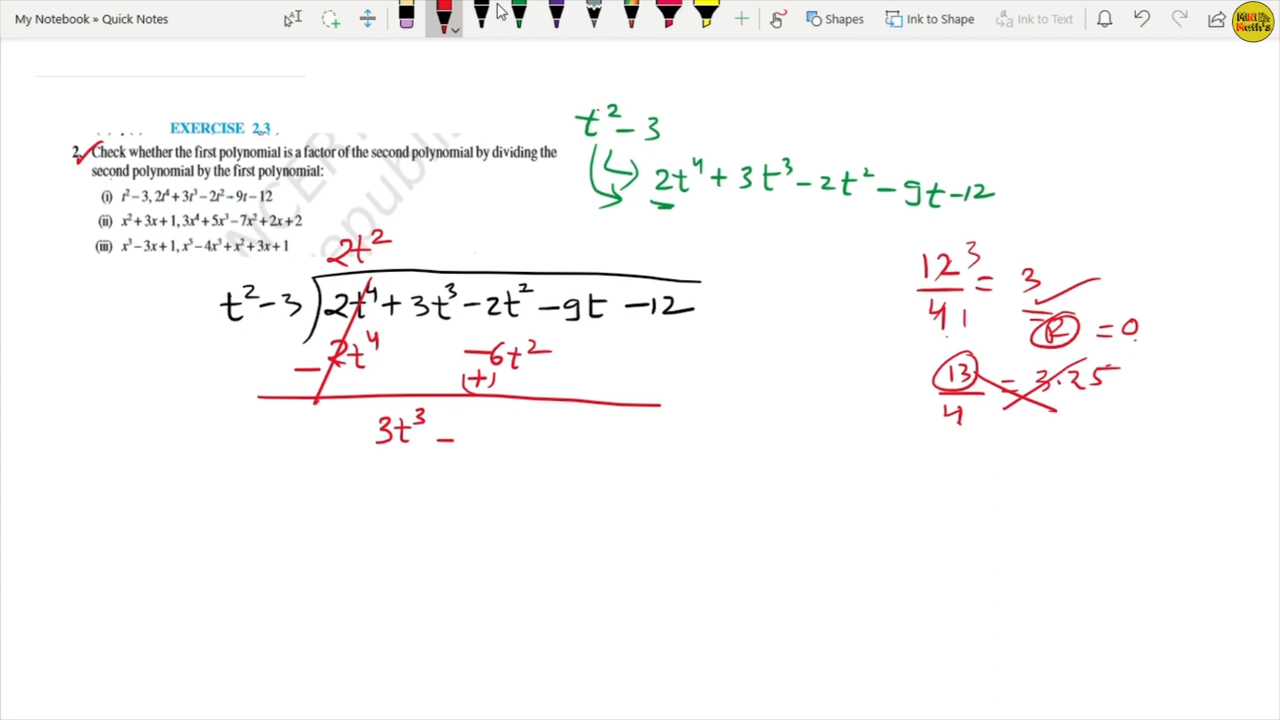 My Notebook » Quick Notes
Shapes
Ink to Shape
Ink to Text
EXERCISE 2.3
2. Check whether the first polynomial is a factor of the second polynomial by dividing the
second polynomial by the first polynomial:
(i) t² – 3, 2t⁴ + 3t³ – 2t² – 9t – 12
(ii) x² + 3x + 1, 3x⁴ + 5x³ – 7x² + 2x + 2
(iii) x³ – 3x + 1, x⁵ – 4x³ + x² + 3x + 1
t² – 3
2t⁴ + 3t³ – 2t² – 9t – 12
2t²
t² – 3 ) 2t⁴ + 3t³ – 2t² – 9t – 12
– 2t⁴ – 6t²
(+)
3t³ –
12 3
— = 3
4 1
R = 0
13
— = 3.25
4